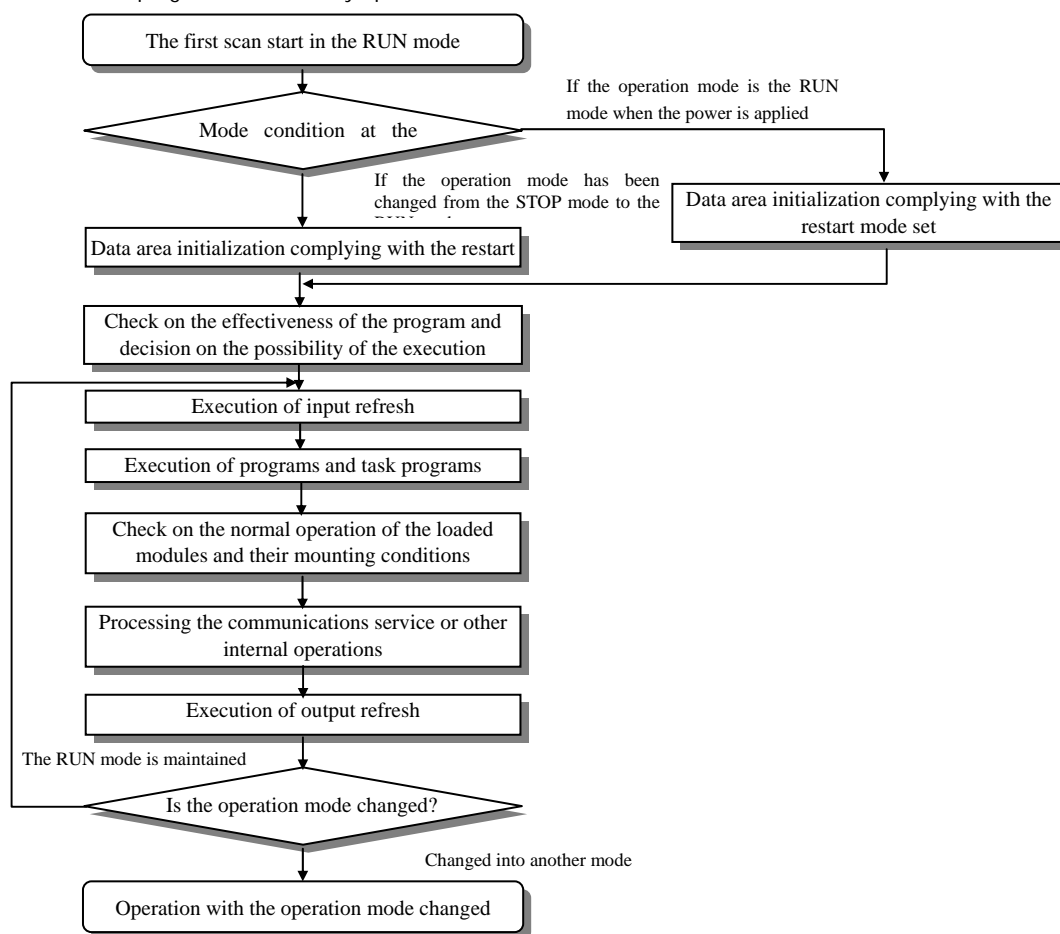 The first scan start in the RUN mode
If the operation mode is the RUN
mode when the power is applied
Mode condition at the
If the operation mode has been
changed from the STOP mode to the
Data area initialization complying with the
restart mode set
Data area initialization complying with the restart
Check on the effectiveness of the program and
decision on the possibility of the execution
Execution of input refresh
Execution of programs and task programs
Check on the normal operation of the loaded
modules and their mounting conditions
Processing the communications service or other
internal operations
Execution of output refresh
The RUN mode is maintained
Is the operation mode changed?
Changed into another mode
Operation with the operation mode changed